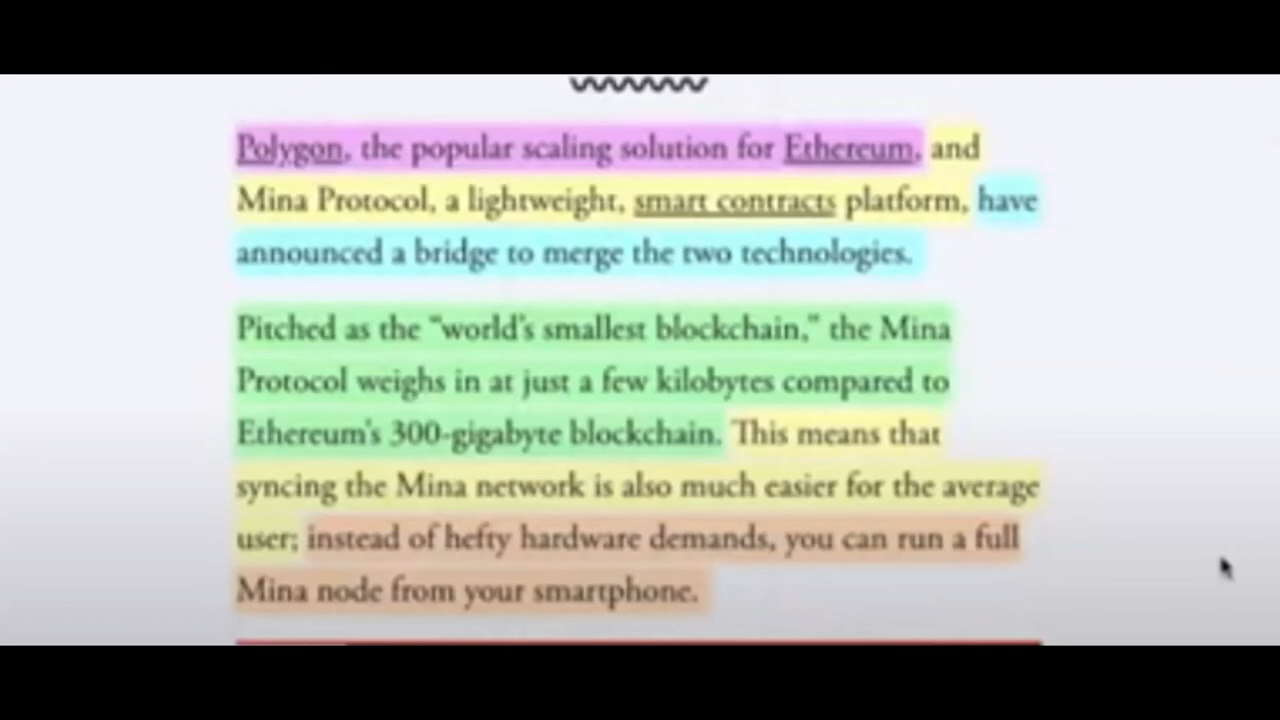 Polygon, the popular scaling solution for Ethereum, and
Mina Protocol, a lightweight, smart contracts platform, have
announced a bridge to merge the two technologies.
Pitched as the “world’s smallest blockchain,” the Mina
Protocol weighs in at just a few kilobytes compared to
Ethereum’s 300-gigabyte blockchain. This means that
syncing the Mina network is also much easier for the average
user; instead of hefty hardware demands, you can run a full
Mina node from your smartphone.